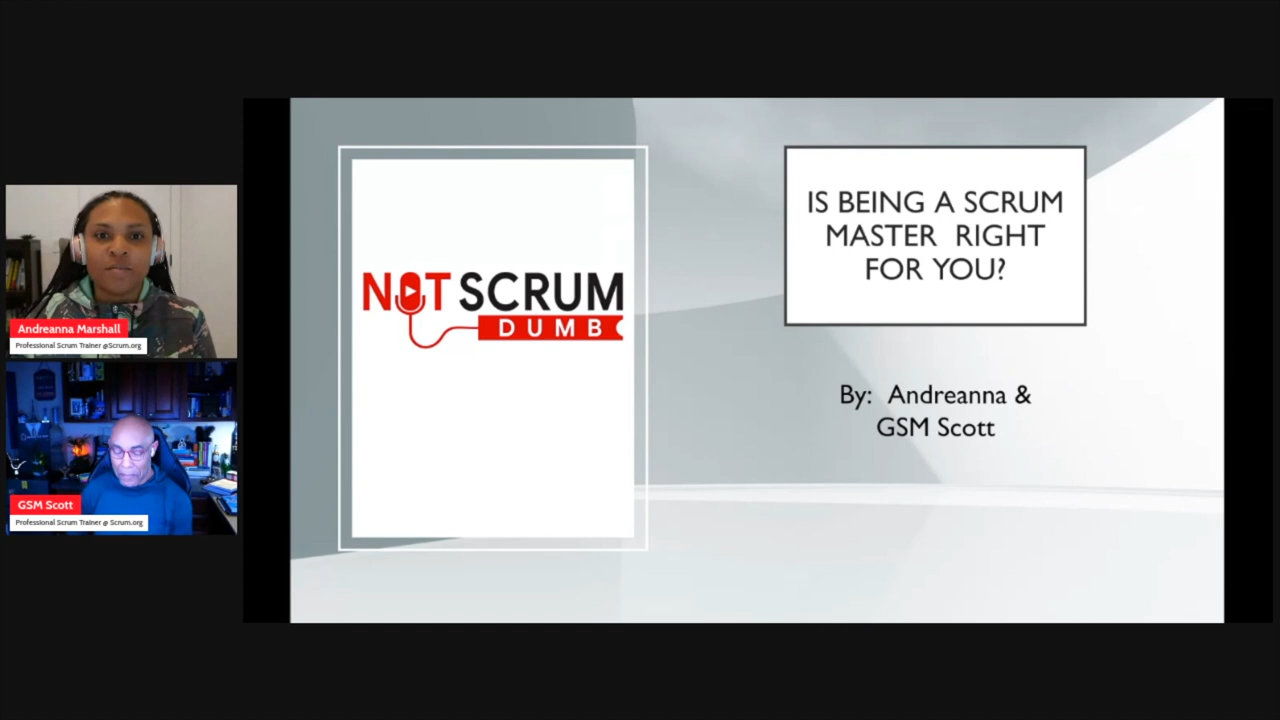 Andreanna Marshall
Professional Scrum Trainer @Scrum.org
GSM Scott
Professional Scrum Trainer @ Scrum.org
NOT SCRUM
DUMB
IS BEING A SCRUM
MASTER RIGHT
FOR YOU?
By: Andreanna &
GSM Scott